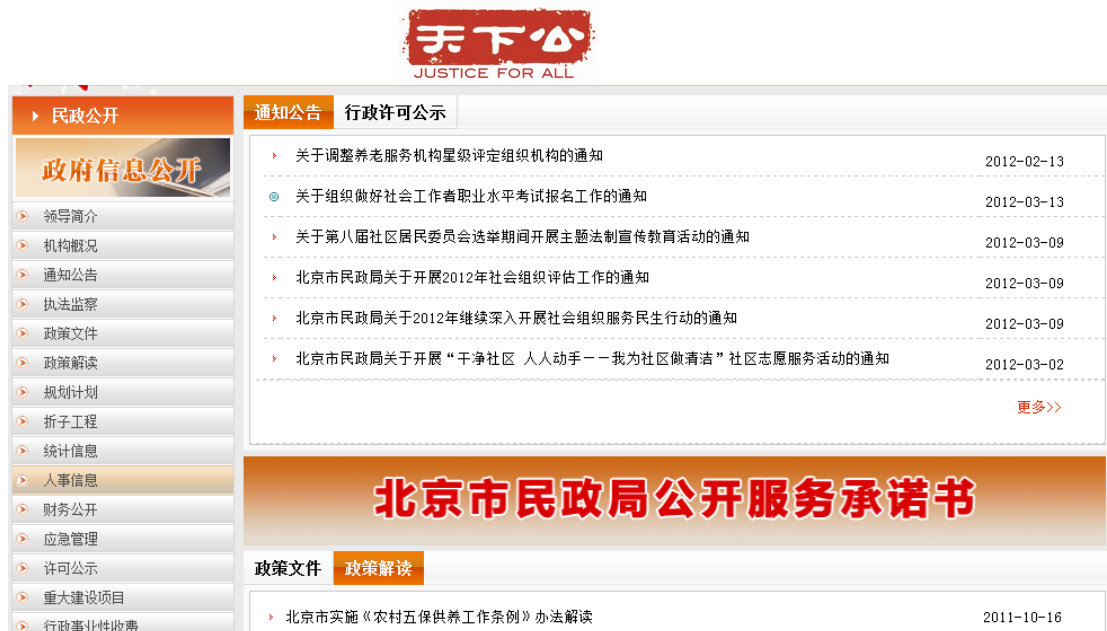 天下公
JUSTICE FOR ALL
民政公开
政府信息公开
领导简介
机构概况
通知公告
执法监察
政策文件
政策解读
规划计划
折子工程
统计信息
人事信息
财务公开
应急管理
许可公示
重大建设项目
行政事业性收费
通知公告 行政许可公示
关于调整养老服务机构星级评定组织机构的通知 2012-02-13
关于组织做好社会工作者职业水平考试报名工作的通知 2012-03-13
关于第八届社区居民委员会选举期间开展主题法制宣传教育活动的通知 2012-03-09
北京市民政局关于开展2012年社会组织评估工作的通知 2012-03-09
北京市民政局关于2012年继续深入开展社会组织服务民生行动的通知 2012-03-09
北京市民政局关于开展“干净社区 人人动手——我为社区做清洁”社区志愿服务活动的通知 2012-03-02
更多>>
北京市民政局公开服务承诺书
政策文件 政策解读
北京市实施《农村五保供养工作条例》办法解读 2011-10-16